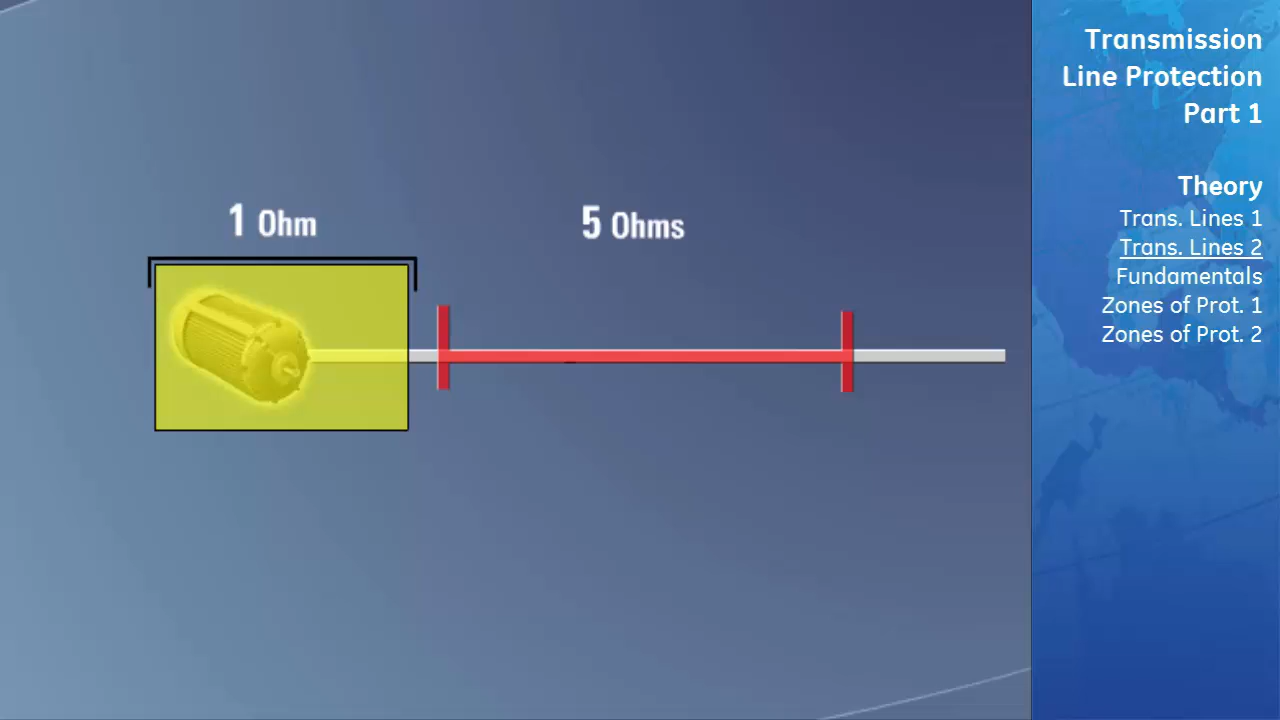 1 Ohm
5 Ohms
Transmission
Line Protection
Part 1
Theory
Trans. Lines 1
Trans. Lines 2
Fundamentals
Zones of Prot. 1
Zones of Prot. 2